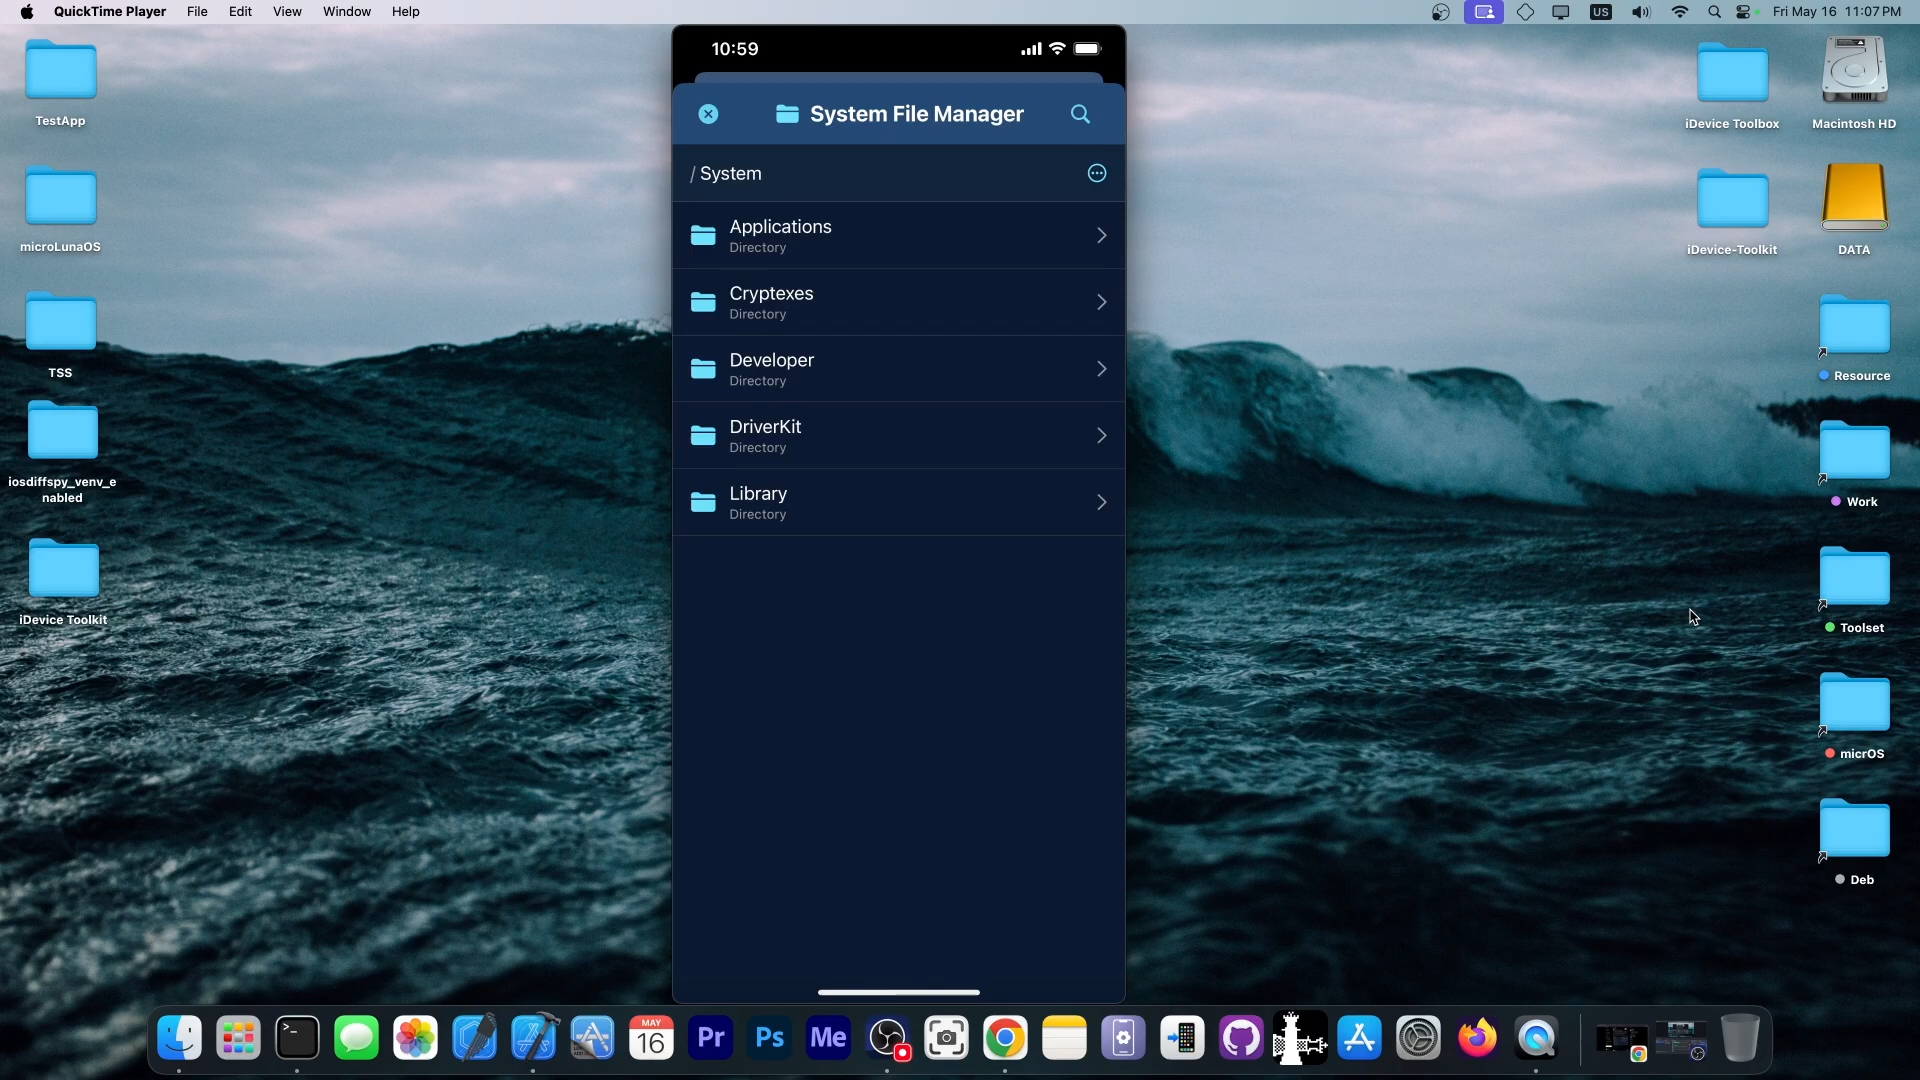 QuickTime Player File Edit View Window Help
US
Fri May 16 11:07 PM
TestApp
microLunaOS
TSS
iosdiffspy_venv_e
nabled
iDevice Toolkit
10:59
System File Manager
/ System
Applications
Directory
Cryptexes
Directory
Developer
Directory
DriverKit
Directory
Library
Directory
iDevice Toolbox
Macintosh HD
iDevice-Toolkit
DATA
Resource
Work
Toolset
micrOS
Deb
>_
MAY
16
Pr
Ps
Me